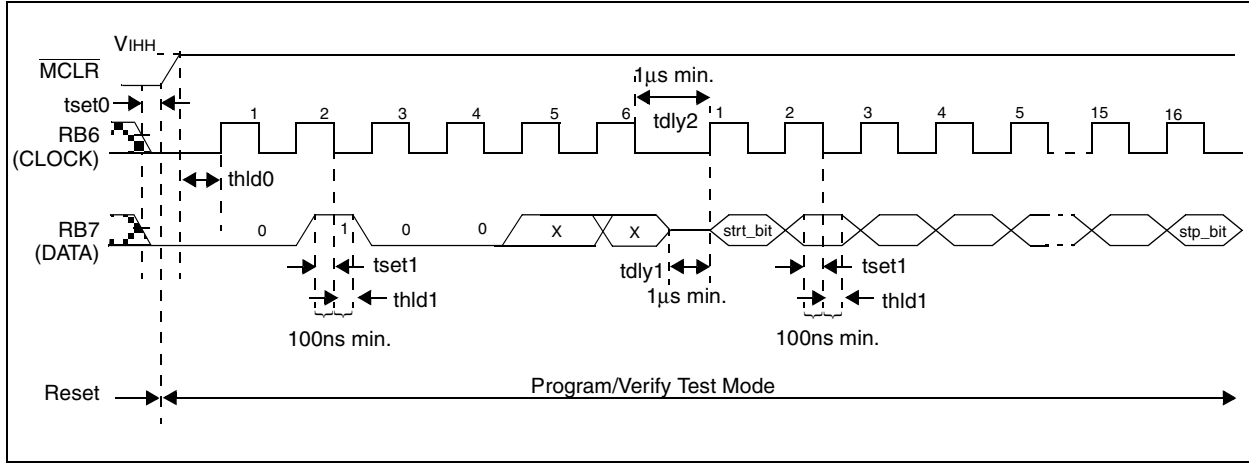 VIHH
MCLR
tset0
1µs min.
tdly2
RB6
(CLOCK)
1 2 3 4 5 6 1 2 3 4 5 15 16
thld0
RB7
(DATA)
0 1 0 0 X X strt_bit stp_bit
tset1
thld1
100ns min.
tdly1
1µs min.
tset1
thld1
100ns min.
Reset
Program/Verify Test Mode